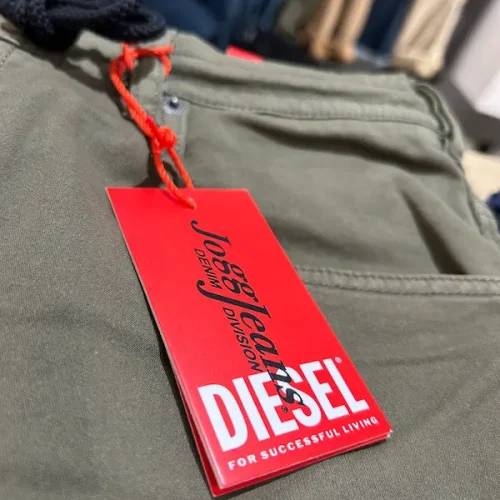 JoggJeans®
DENIM DIVISION
DIESEL®
FOR SUCCESSFUL LIVING